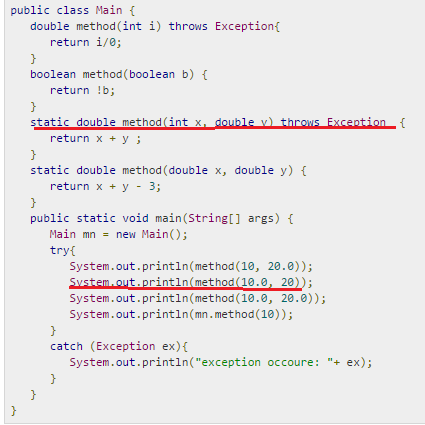 public class Main {
double method(int i) throws Exception{
return i/0;
}
boolean method(boolean b) {
return !b;
}
static double method(int x, double y) throws Exception {
return x + y ;
}
static double method(double x, double y) {
return x + y - 3;
}
public static void main(String[] args) {
Main mn = new Main();
try{
System.out.println(method(10, 20.0));
System.out.println(method(10.0, 20));
System.out.println(method(10.0, 20.0));
System.out.println(mn.method(10));
}
catch (Exception ex){
System.out.println("exception occoure: "+ ex);
}
}
}